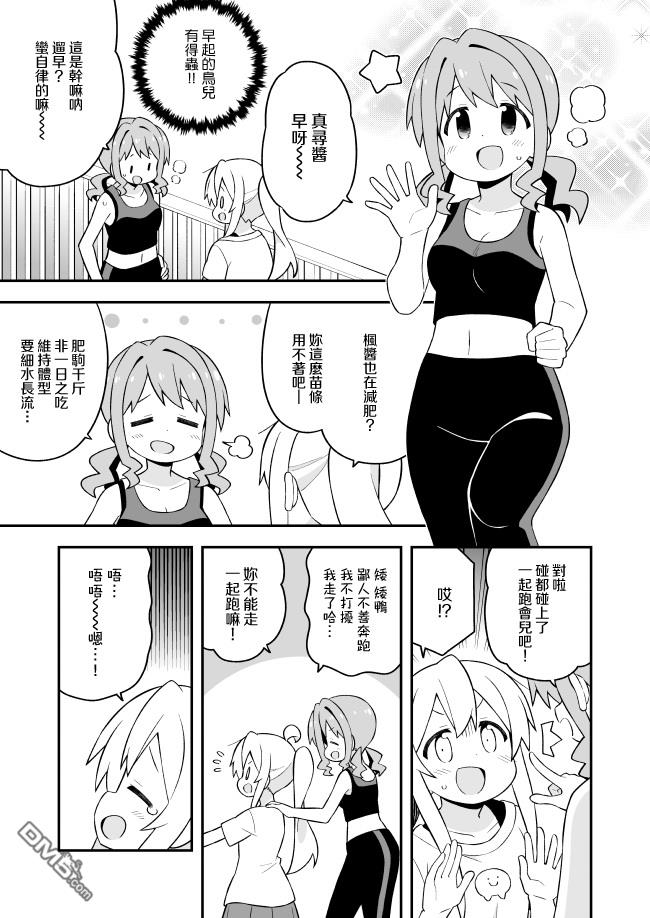 真尋醬
早呀～～～
早起的鳥兒
有得蟲!!
這是幹嘛吶
遛早？
蠻自律的嘛～～～
楓醬也在減肥？
妳這麼苗條
用不著吧—
肥駒千斤
非一日之吃
維持體型
要細水長流…
對啦
碰都碰上了
一起跑會兒吧！
哎!?
矮 矮鴨
鄙人不善奔跑
我不打擾
我走了哈…
妳不能走
一起跑嘛！
唔…
唔唔～～～嗯…！
DM5.com